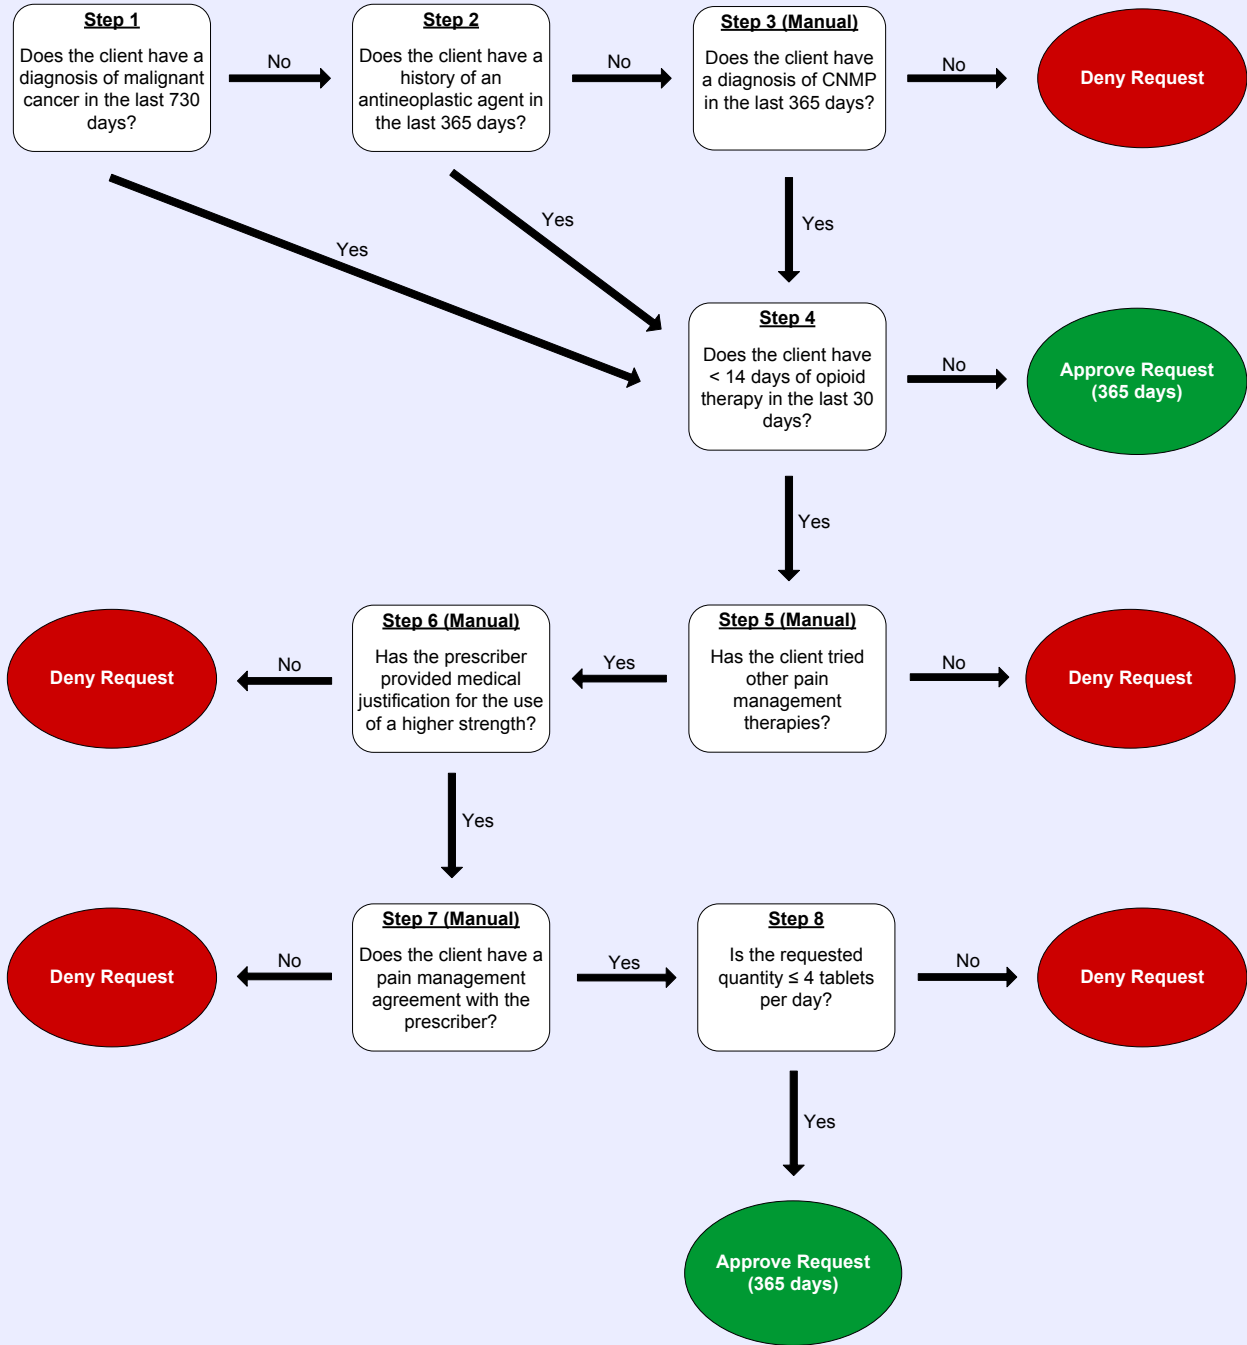 Step 1
Does the client have a
diagnosis of malignant
cancer in the last 730
days?
No
Step 2
Does the client have a
history of an
antineoplastic agent in
the last 365 days?
No
Step 3 (Manual)
Does the client have
a diagnosis of CNMP
in the last 365 days?
No
Deny Request
Yes
Yes
Yes
Step 4
Does the client have
< 14 days of opioid
therapy in the last 30
days?
No
Approve Request
(365 days)
Yes
Deny Request
No
Step 6 (Manual)
Has the prescriber
provided medical
justification for the use
of a higher strength?
Yes
Step 5 (Manual)
Has the client tried
other pain
management
therapies?
No
Deny Request
Yes
Deny Request
No
Step 7 (Manual)
Does the client have a
pain management
agreement with the
prescriber?
Yes
Step 8
Is the requested
quantity ≤ 4 tablets
per day?
No
Deny Request
Yes
Approve Request
(365 days)